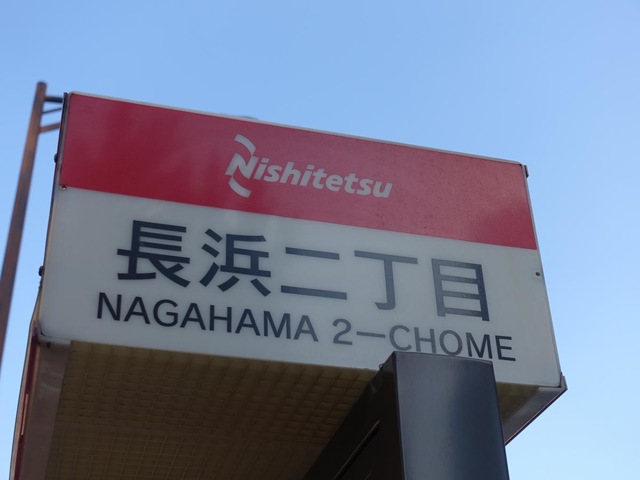 Nishitetsu
長浜二丁目
NAGAHAMA 2-CHOME